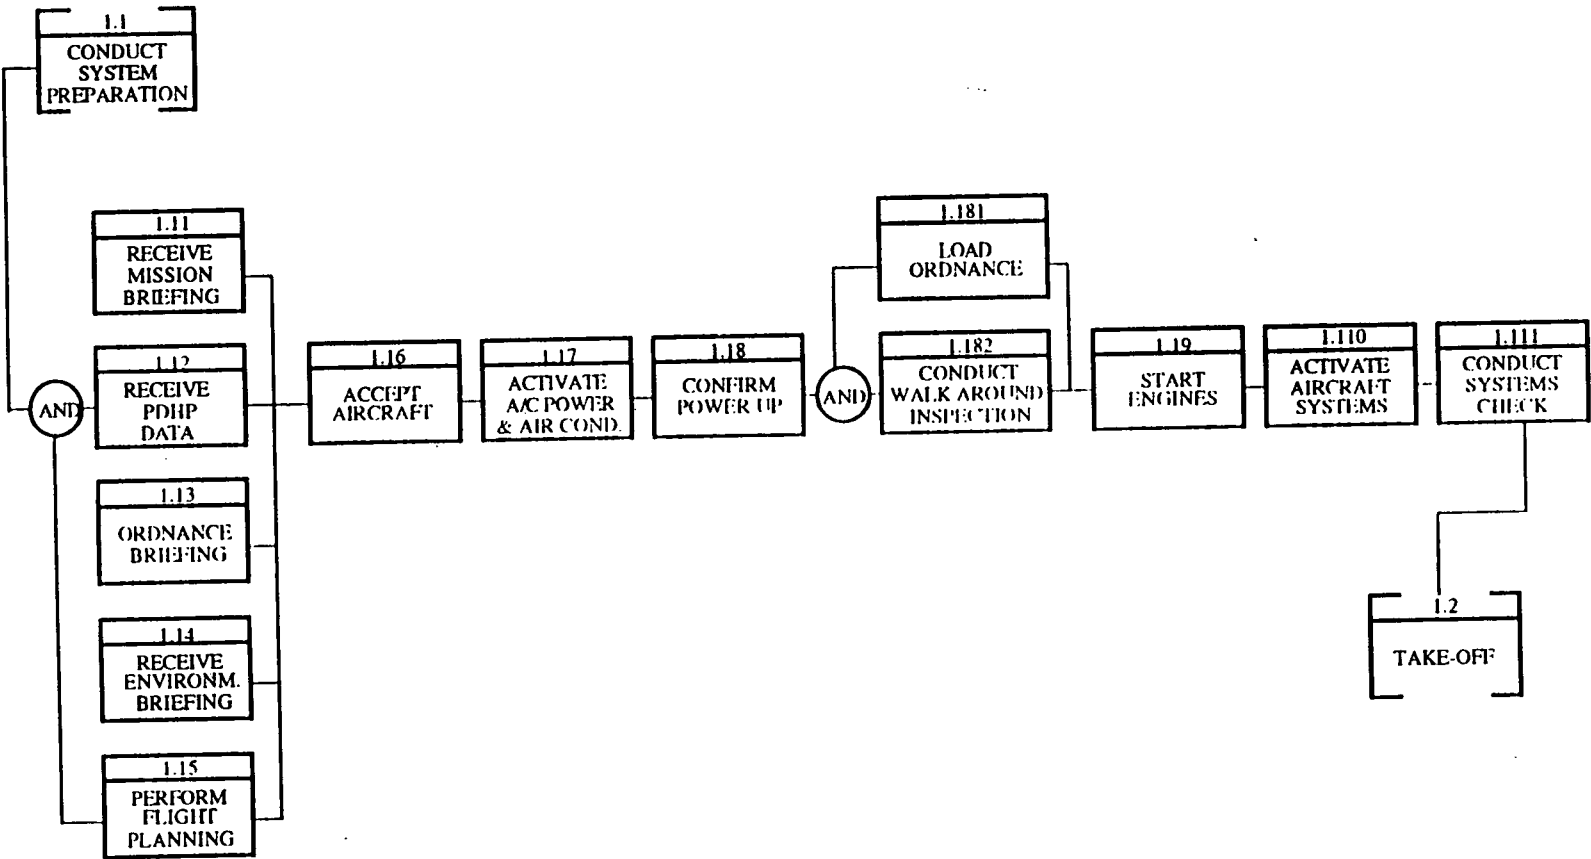 1.1
CONDUCT
SYSTEM
PREPARATION
1.11
RECEIVE
MISSION
BRIEFING
AND
1.12
RECEIVE
PDHP
DATA
1.13
ORDNANCE
BRIEFING
1.14
RECEIVE
ENVIRONM.
BRIEFING
1.15
PERFORM
FLIGHT
PLANNING
1.16
ACCEPT
AIRCRAFT
1.17
ACTIVATE
A/C POWER
& AIR COND.
1.18
CONFIRM
POWER UP
AND
1.181
LOAD
ORDNANCE
1.182
CONDUCT
WALK AROUND
INSPECTION
1.19
START
ENGINES
1.110
ACTIVATE
AIRCRAFT
SYSTEMS
1.111
CONDUCT
SYSTEMS
CHECK
1.2
TAKE-OFF